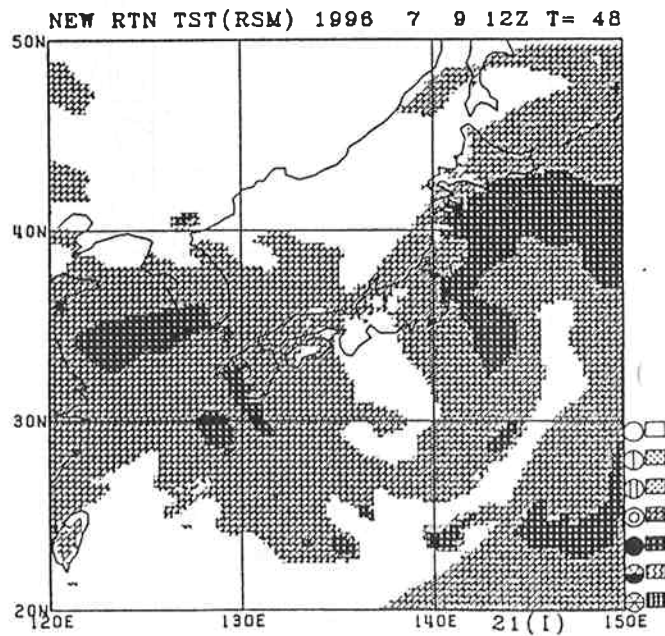 NEW RTN TST(RSM) 1996 7 9 12Z T= 48
50N
40N
30N
20N
120E 130E 140E 21(I) 150E